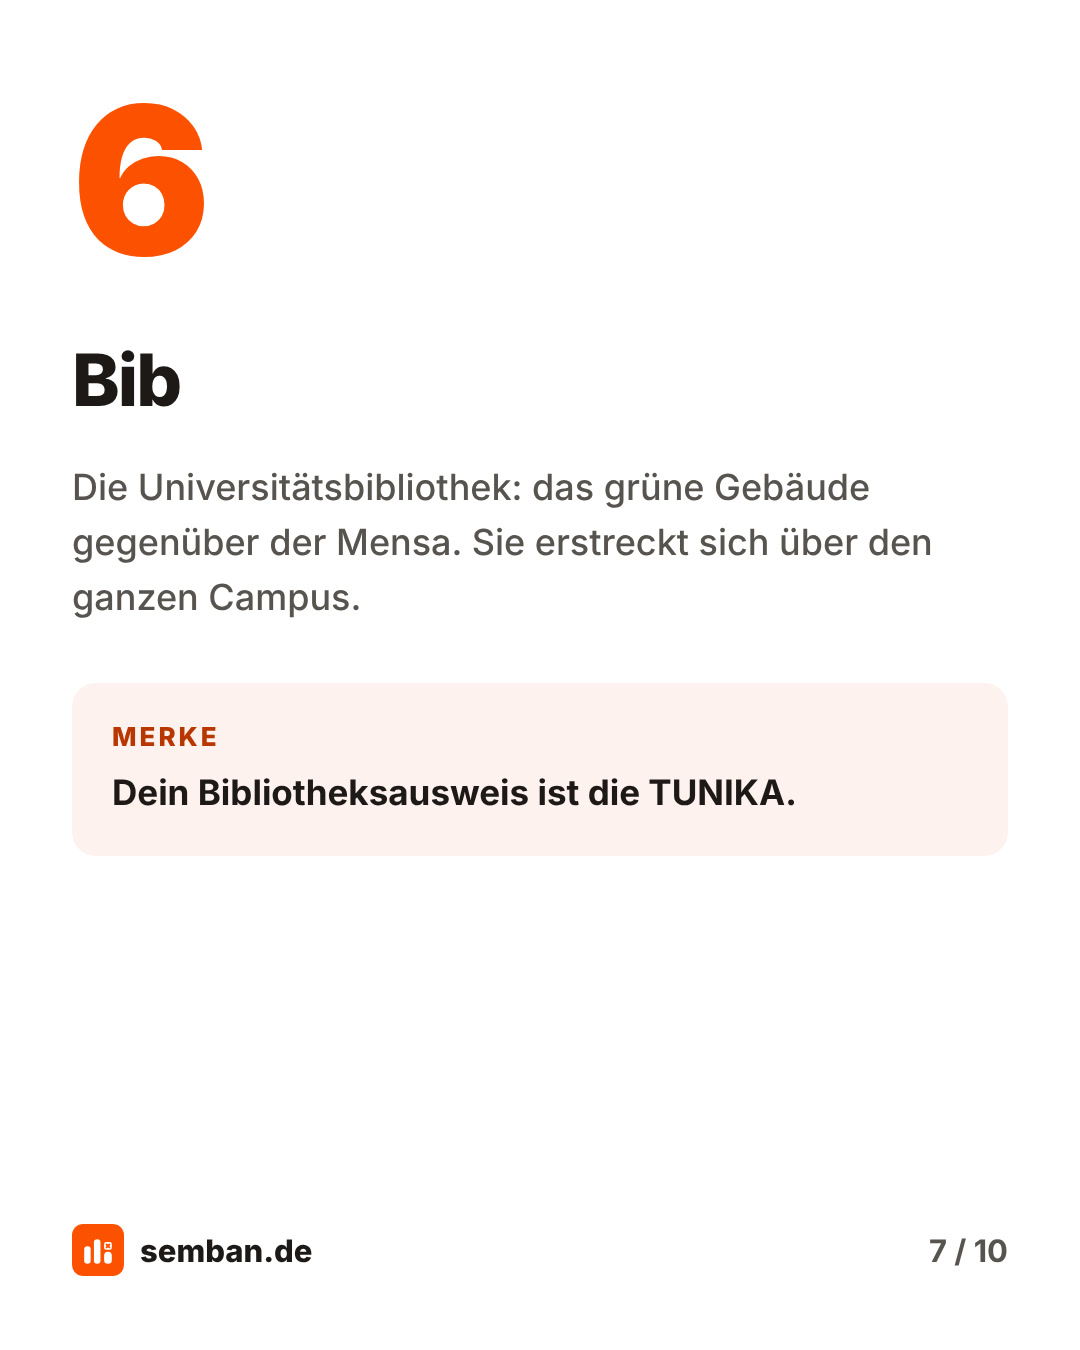 6
Bib
Die Universitätsbibliothek: das grüne Gebäude
gegenüber der Mensa. Sie erstreckt sich über den
ganzen Campus.
MERKE
Dein Bibliotheksausweis ist die TUNIKA.
semban.de
7 / 10